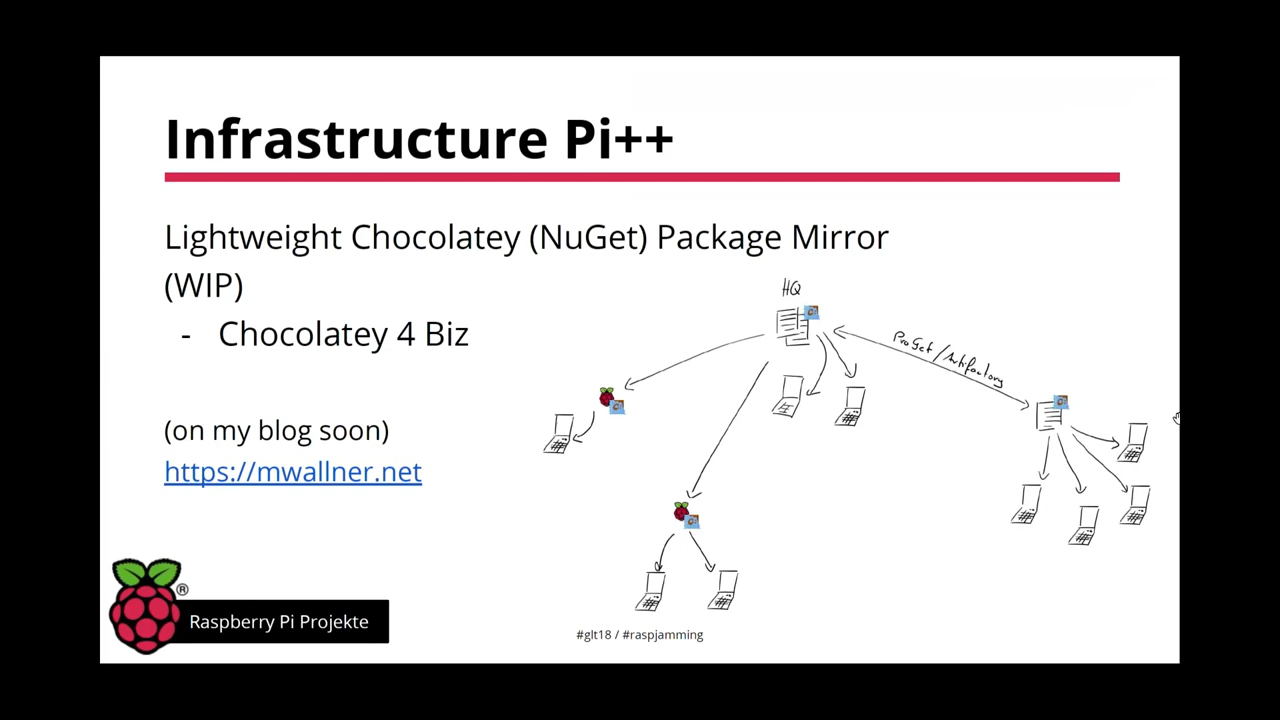 Infrastructure Pi++
Lightweight Chocolatey (NuGet) Package Mirror
(WIP)
- Chocolatey 4 Biz
(on my blog soon)
https://mwallner.net
HQ
ProGet/Artifactory
®
Raspberry Pi Projekte
#glt18 / #raspjamming